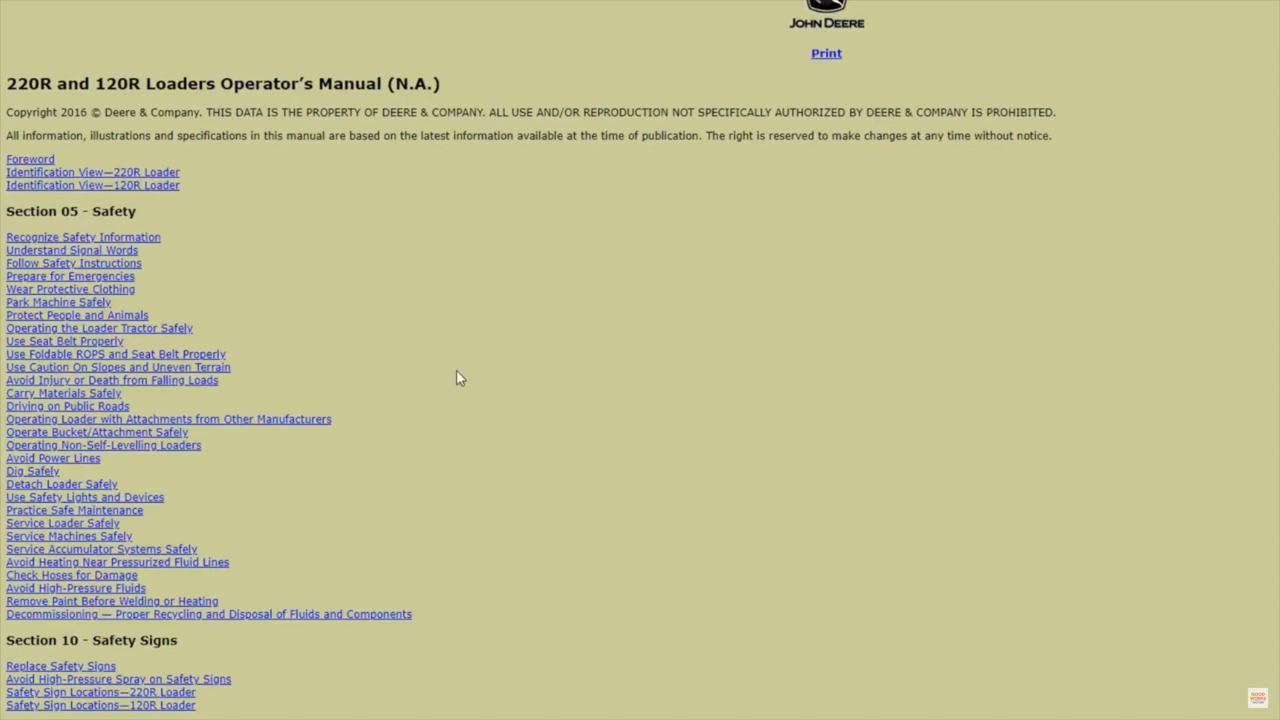 JOHN DEERE
Print
220R and 120R Loaders Operator’s Manual (N.A.)
Copyright 2016 © Deere & Company. THIS DATA IS THE PROPERTY OF DEERE & COMPANY. ALL USE AND/OR REPRODUCTION NOT SPECIFICALLY AUTHORIZED BY DEERE & COMPANY IS PROHIBITED.
All information, illustrations and specifications in this manual are based on the latest information available at the time of publication. The right is reserved to make changes at any time without notice.
Foreword
Identification View—220R Loader
Identification View—120R Loader
Section 05 - Safety
Recognize Safety Information
Understand Signal Words
Follow Safety Instructions
Prepare for Emergencies
Wear Protective Clothing
Park Machine Safely
Protect People and Animals
Operating the Loader Tractor Safely
Use Seat Belt Properly
Use Foldable ROPS and Seat Belt Properly
Use Caution On Slopes and Uneven Terrain
Avoid Injury or Death from Falling Loads
Carry Materials Safely
Driving on Public Roads
Operating Loader with Attachments from Other Manufacturers
Operate Bucket/Attachment Safely
Operating Non-Self-Levelling Loaders
Avoid Power Lines
Dig Safely
Detach Loader Safely
Use Safety Lights and Devices
Practice Safe Maintenance
Service Loader Safely
Service Machines Safely
Service Accumulator Systems Safely
Avoid Heating Near Pressurized Fluid Lines
Check Hoses for Damage
Avoid High-Pressure Fluids
Remove Paint Before Welding or Heating
Decommissioning — Proper Recycling and Disposal of Fluids and Components
Section 10 - Safety Signs
Replace Safety Signs
Avoid High-Pressure Spray on Safety Signs
Safety Sign Locations—220R Loader
Safety Sign Locations—120R Loader
GOOD
WORKS